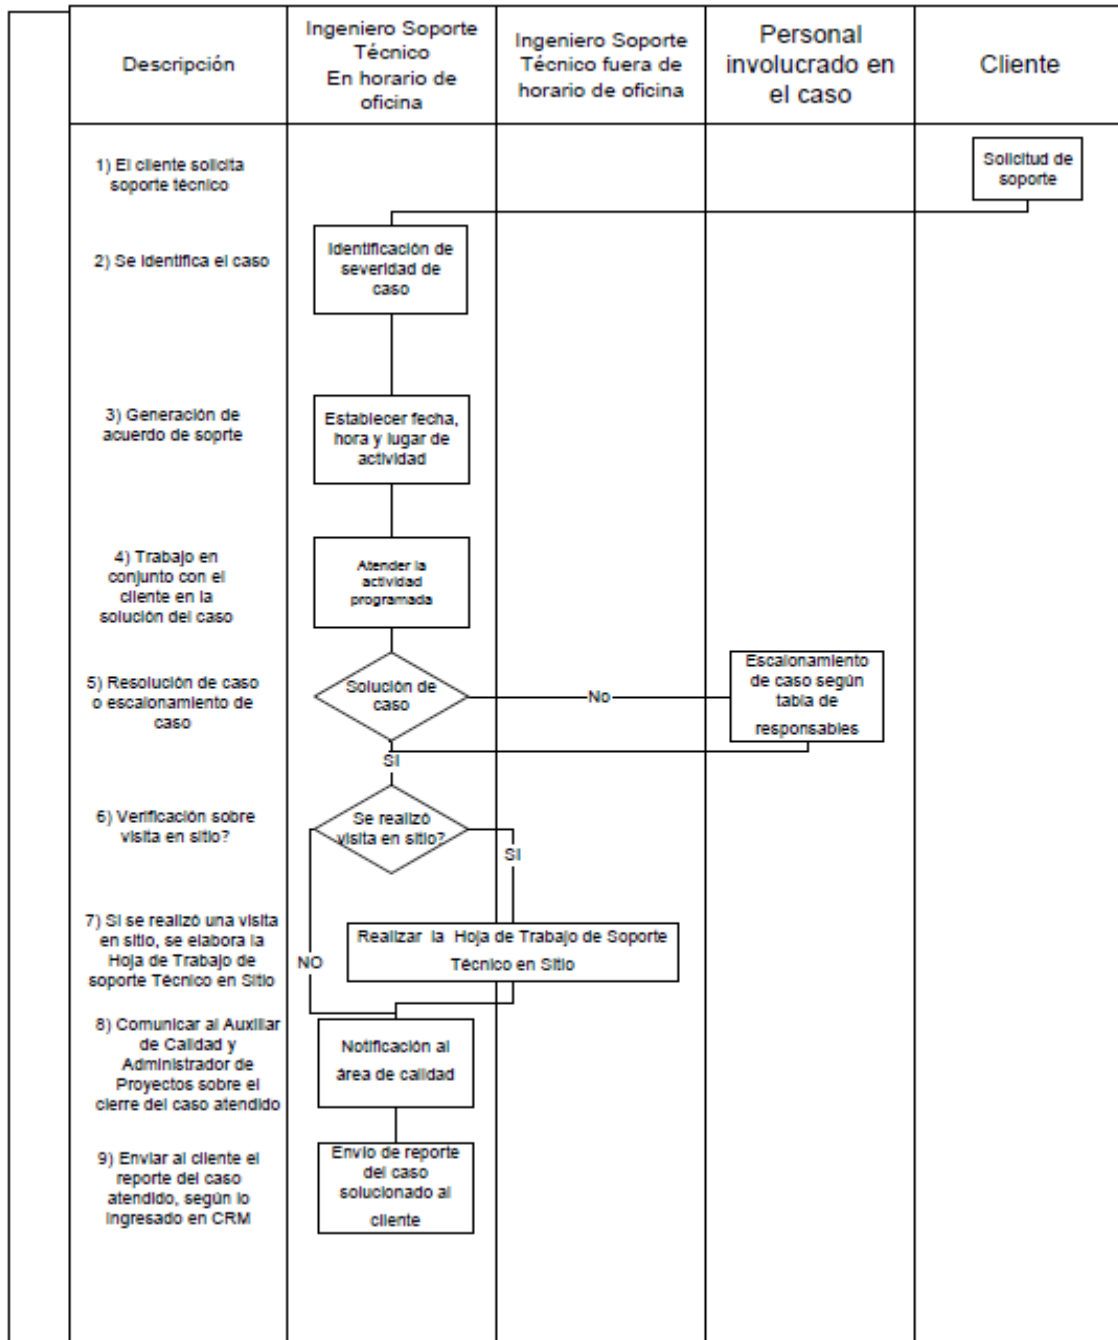 Descripción
Ingeniero Soporte
Técnico
En horario de
oficina
Ingeniero Soporte
Técnico fuera de
horario de oficina
Personal
involucrado en
el caso
Cliente
1) El cliente solicita
soporte técnico
Solicitud de
soporte
2) Se identifica el caso
Identificación de
severidad de
caso
3) Generación de
acuerdo de soprte
Establecer fecha,
hora y lugar de
actividad
4) Trabajo en
conjunto con el
cliente en la
solución del caso
Atender la
actividad
programada
5) Resolución de caso
o escalonamiento de
caso
Solución de
caso
No
Escalonamiento
de caso según
tabla de
responsables
SI
6) Verificación sobre
visita en sitio?
Se realizó
visita en sitio?
SI
7) Si se realizó una visita
en sitio, se elabora la
Hoja de Trabajo de
soporte Técnico en Sitio
NO
Realizar la Hoja de Trabajo de Soporte
Técnico en Sitio
8) Comunicar al Auxiliar
de Calidad y
Administrador de
Proyectos sobre el
cierre del caso atendido
Notificación al
área de calidad
9) Enviar al cliente el
reporte del caso
atendido, según lo
ingresado en CRM
Envío de reporte
del caso
solucionado al
cliente